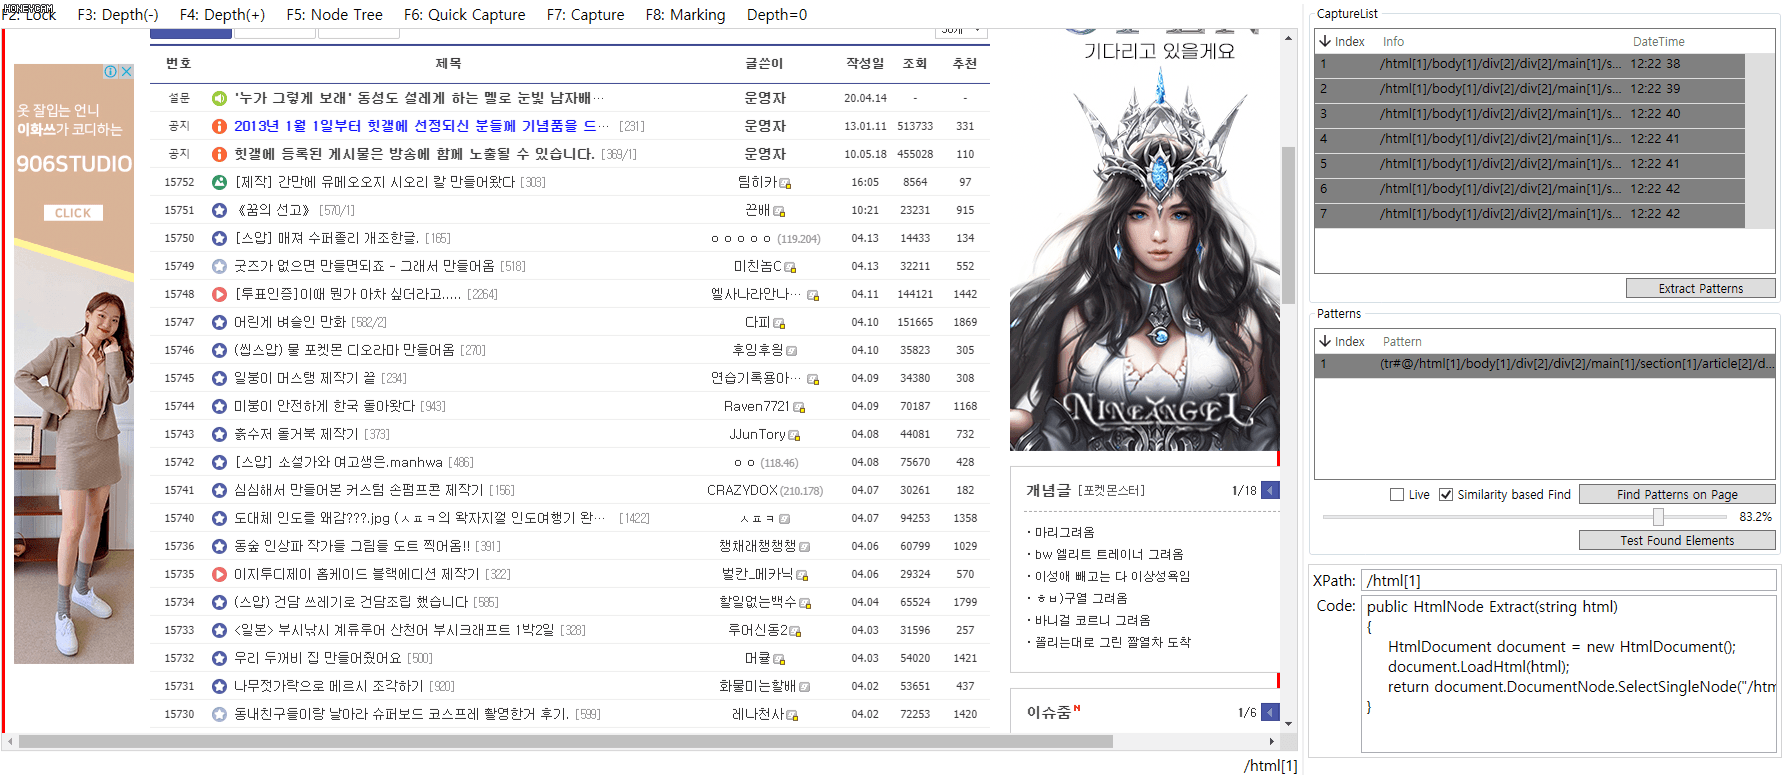 HONEYCAM
F2: Lock F3: Depth(-) F4: Depth(+) F5: Node Tree F6: Quick Capture F7: Capture F8: Marking Depth=0
옷 잘입는 언니
이화쓰가 코디하는
906STUDIO
CLICK
번호 제목 글쓴이 작성일 조회 추천
설문 '누가 그렇게 보래' 동성도 설레게 하는 멜로 눈빛 남자배… 운영자 20.04.14 - -
공지 2013년 1월 1일부터 힛갤에 선정되신 분들께 기념품을 드… [231] 운영자 13.01.11 513733 331
공지 힛갤에 등록된 게시물은 방송에 함께 노출될 수 있습니다. [369/1] 운영자 10.05.18 455028 110
15752 [제작] 간만에 유메오오지 시오리 칼 만들어왔다 [303] 팀히카 16:05 8564 97
15751 《꿈의 선고》 [570/1] 끈배 10:21 23231 915
15750 [스압] 매져 수퍼졸리 개조한글. [165] ㅇㅇㅇㅇㅇ (119.204) 04.13 14433 134
15749 굿즈가 없으면 만들면되죠 - 그래서 만들어옴 [518] 미친놈C 04.13 32211 552
15748 [투표인증]이때 뭔가 아차 싶더라고..... [2264] 엘사나라안나… 04.11 144121 1442
15747 어린게 벼슬인 만화 [582/2] 다피 04.10 151665 1869
15746 (씹스압) 물 포켓몬 디오라마 만들어옴 [270] 후잉후잉 04.10 35823 305
15745 일붕이 머스탱 제작기 끝 [234] 연습기록용아… 04.09 34380 308
15744 미붕이 안전하게 한국 돌아왔다 [943] Raven7721 04.09 70187 1168
15743 흙수저 돌거북 제작기 [373] JJunTory 04.08 44081 732
15742 [스압] 소설가와 여고생은.manhwa [486] ㅇㅇ (118.46) 04.08 75670 428
15741 심심해서 만들어본 커스텀 손펌프콘 제작기 [156] CRAZYDOX (210.178) 04.07 30261 182
15740 도대체 인도를 왜감???.jpg (ㅅㅍㅋ의 왁자지껄 인도여행기 완… [1422] ㅅㅍㅋ 04.07 94253 1358
15736 동숲 인상파 작가들 그림들 도트 찍어옴!! [391] 챙채래챙챙챙 04.06 60799 1029
15735 이지투디제이 홈케이드 블랙에디션 제작기 [322] 벌칸_메카닉 04.06 29324 570
15734 (스압) 건담 쓰레기로 건담조립 했습니다 [585] 할일없는백수 04.04 65524 1799
15733 <일본> 부시낚시 계류루어 산천어 부시크래프트 1박2일 [328] 루어신동2 04.03 31596 257
15732 우리 두꺼비 집 만들어줬어요 [500] 머큘 04.03 54020 1421
15731 나무젓가락으로 메르시 조각하기 [920] 화물미는할배 04.02 53651 437
15730 동내친구들이랑 날아라 슈퍼보드 코스프레 촬영한거 후기. [599] 레나천사 04.02 72253 1420
기다리고 있을게요
NINEANGEL
개념글 [포켓몬스터] 1/18
· 마리그려옴
· bw 엘리트 트레이너 그려옴
· 이성애 빼고는 다 이상성욕임
· ㅎㅂ)구열 그려옴
· 바니걸 코르니 그려옴
· 꼴리는대로 그린 짤열차 도착
이슈줌 N 1/6
/html[1]
CaptureList
Index Info DateTime
1 /html[1]/body[1]/div[2]/div[2]/main[1]/s... 12:22 38
2 /html[1]/body[1]/div[2]/div[2]/main[1]/s... 12:22 39
3 /html[1]/body[1]/div[2]/div[2]/main[1]/s... 12:22 40
4 /html[1]/body[1]/div[2]/div[2]/main[1]/s... 12:22 41
5 /html[1]/body[1]/div[2]/div[2]/main[1]/s... 12:22 41
6 /html[1]/body[1]/div[2]/div[2]/main[1]/s... 12:22 42
7 /html[1]/body[1]/div[2]/div[2]/main[1]/s... 12:22 42
Extract Patterns
Patterns
Index Pattern
1 (tr#@/html[1]/body[1]/div[2]/div[2]/main[1]/section[1]/article[2]/d...
Live Similarity based Find Find Patterns on Page
83.2%
Test Found Elements
XPath: /html[1]
Code: public HtmlNode Extract(string html)
{
HtmlDocument document = new HtmlDocument();
document.LoadHtml(html);
return document.DocumentNode.SelectSingleNode("/htm
}